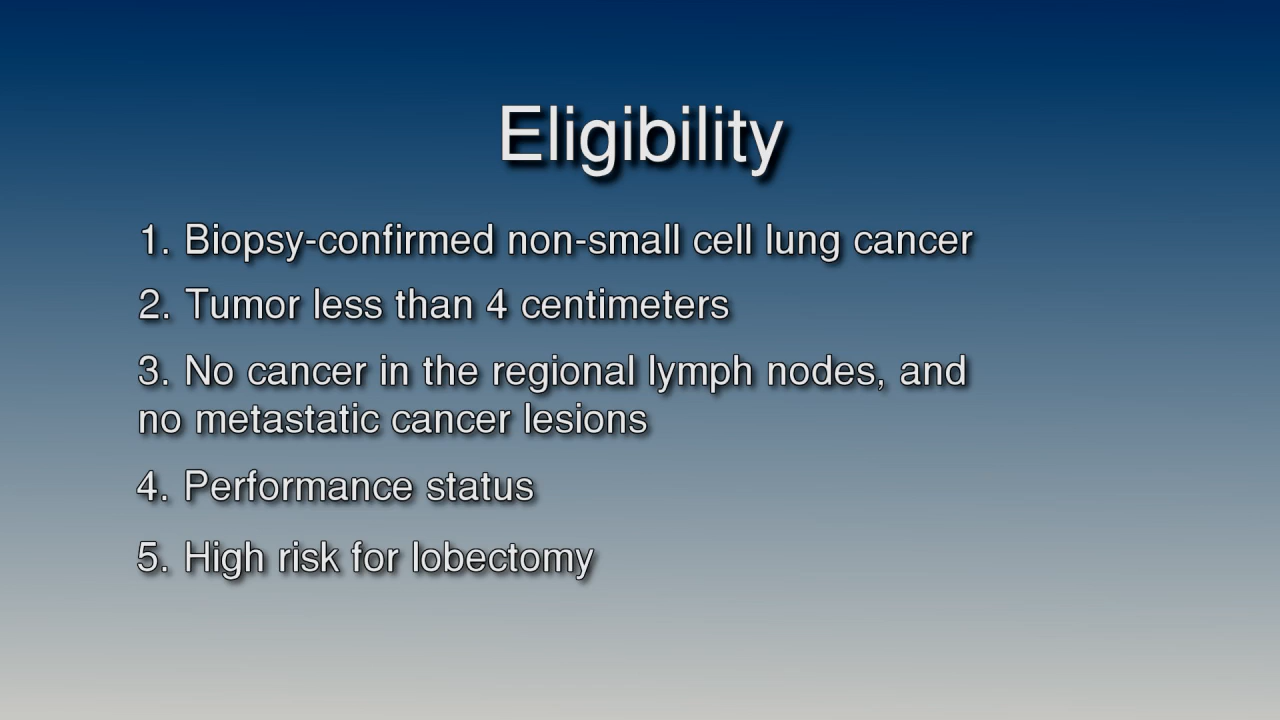 Eligibility
1. Biopsy-confirmed non-small cell lung cancer
2. Tumor less than 4 centimeters
3. No cancer in the regional lymph nodes, and
no metastatic cancer lesions
4. Performance status
5. High risk for lobectomy